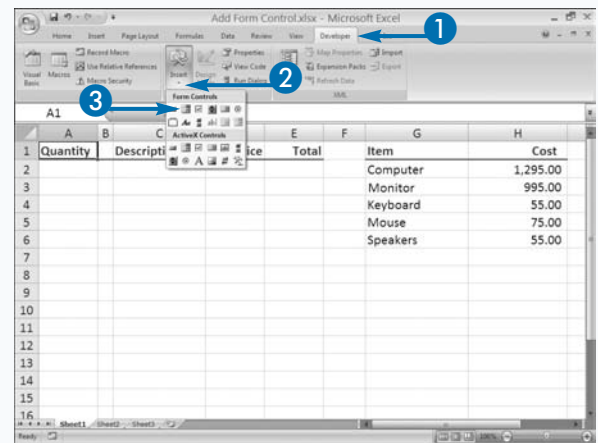 Add Form Control.xlsx - Microsoft Excel
1
Home Insert Page Layout Formulas Data Review View Developer
Visual Basic
Macros
Record Macro
Use Relative References
Macro Security
Insert
Design
Properties
View Code
Run Dialog
Map Properties
Expansion Packs
Refresh Data
Import
Export
XML
2
3
Form Controls
ActiveX Controls
A1
A B C E F G H
1 Quantity Descripti ice Total Item Cost
2 Computer 1,295.00
3 Monitor 995.00
4 Keyboard 55.00
5 Mouse 75.00
6 Speakers 55.00
7
8
9
10
11
12
13
14
15
16
Sheet1 Sheet2 Sheet3
Ready 100%